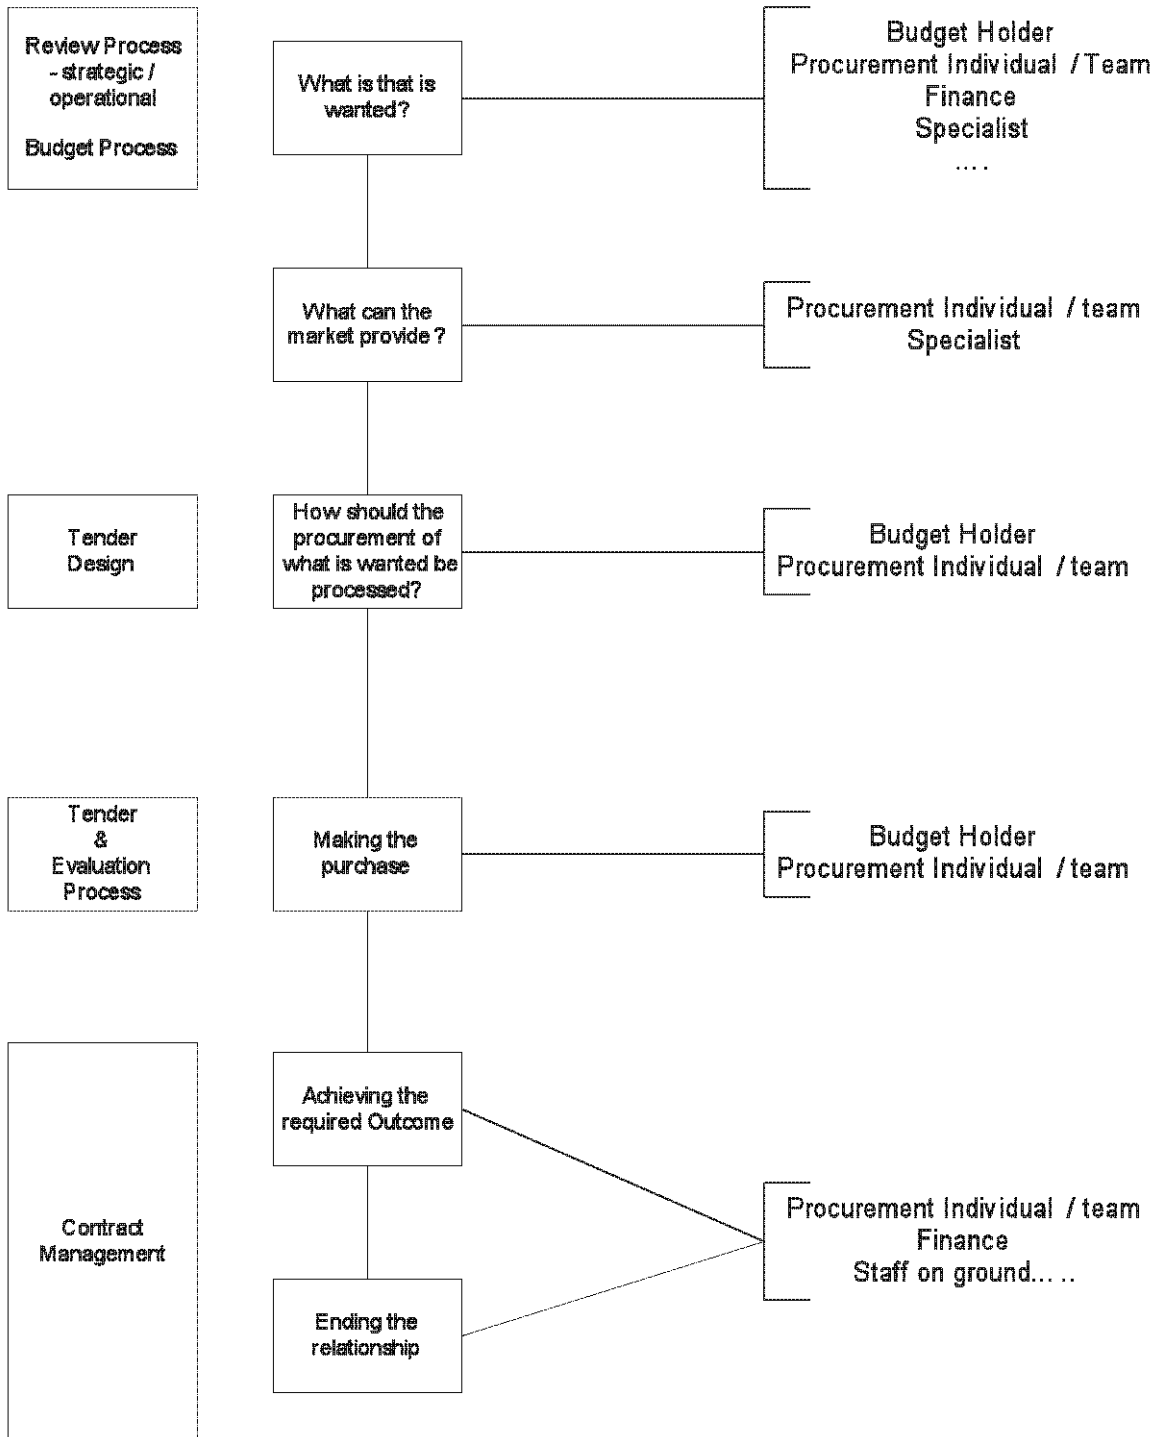 Review Process
- strategic /
operational
Budget Process
What is that is
wanted?
Budget Holder
Procurement Individual / Team
Finance
Specialist
....
What can the
market provide?
Procurement Individual / team
Specialist
Tender
Design
How should the
procurement of
what is wanted be
processed?
Budget Holder
Procurement Individual / team
Tender
&
Evaluation
Process
Making the
purchase
Budget Holder
Procurement Individual / team
Contract
Management
Achieving the
required Outcome
Ending the
relationship
Procurement Individual / team
Finance
Staff on ground.....